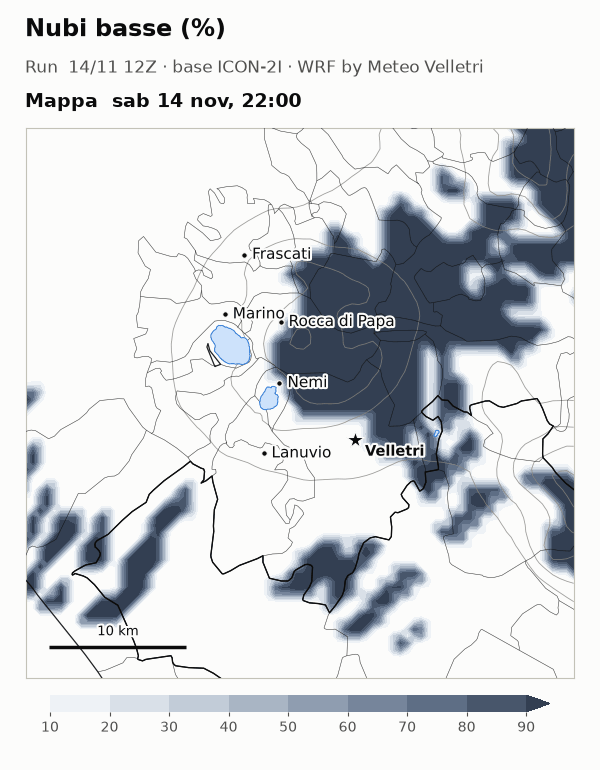 Nubi basse (%)
Run 14/11 12Z · base ICON-2I · WRF by Meteo Velletri
Mappa sab 14 nov, 22:00
Frascati
Marino
Rocca di Papa
Nemi
Velletri
Lanuvio
10 km
10 20 30 40 50 60 70 80 90